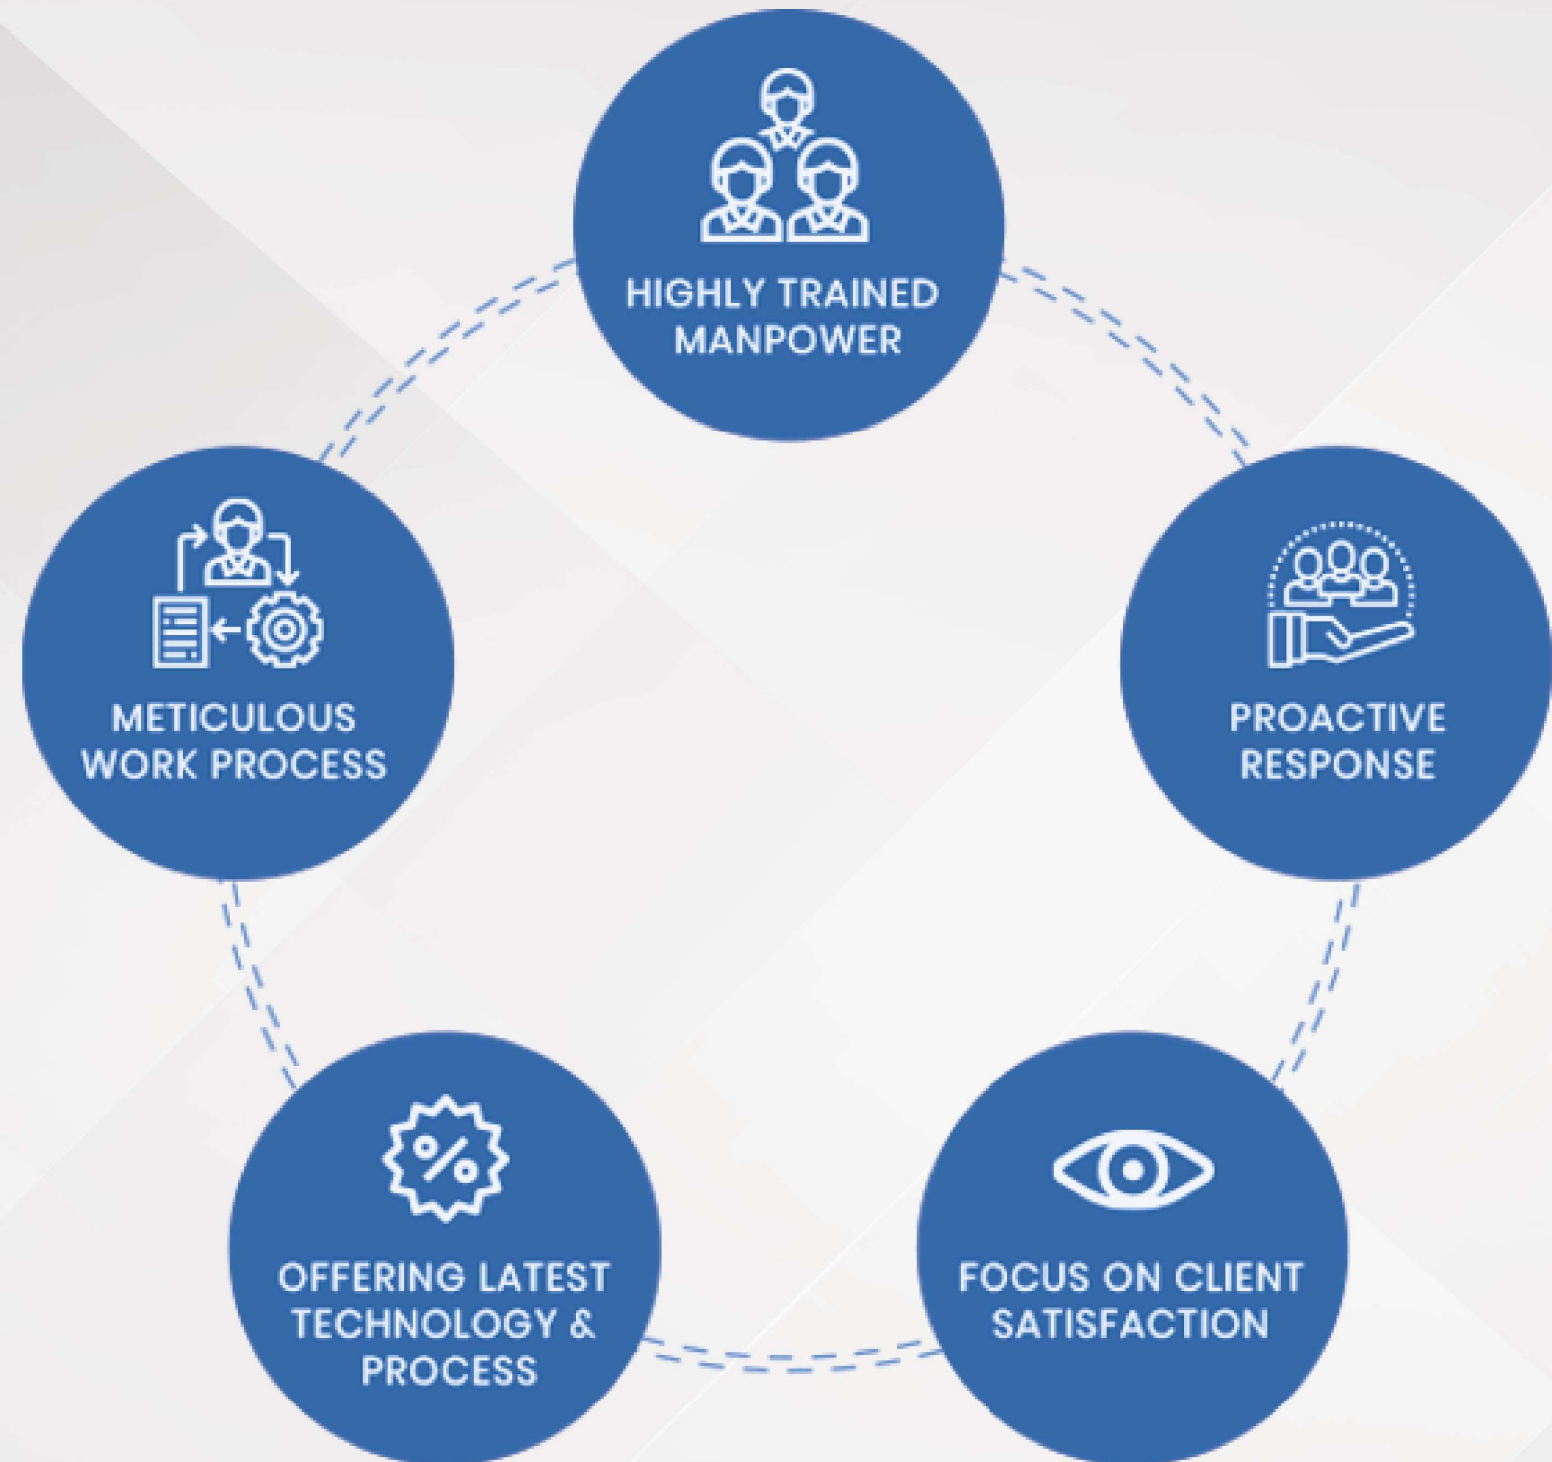 HIGHLY TRAINED
MANPOWER
METICULOUS
WORK PROCESS
PROACTIVE
RESPONSE
OFFERING LATEST
TECHNOLOGY &
PROCESS
FOCUS ON CLIENT
SATISFACTION